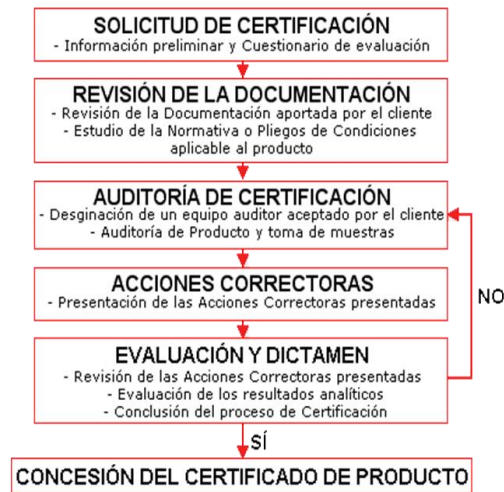 SOLICITUD DE CERTIFICACIÓN
- Información preliminar y Cuestionario de evaluación
REVISIÓN DE LA DOCUMENTACIÓN
- Revisión de la Documentación aportada por el cliente
- Estudio de la Normativa o Pliegos de Condiciones
aplicable al producto
AUDITORÍA DE CERTIFICACIÓN
- Desginación de un equipo auditor aceptado por el cliente
- Auditoría de Producto y toma de muestras
ACCIONES CORRECTORAS
- Presentación de las Acciones Correctoras presentadas
NO
EVALUACIÓN Y DICTAMEN
- Revisión de las Acciones Correctoras presentadas
- Evaluación de los resultados analíticos
- Conclusión del proceso de Certificación
SÍ
CONCESIÓN DEL CERTIFICADO DE PRODUCTO